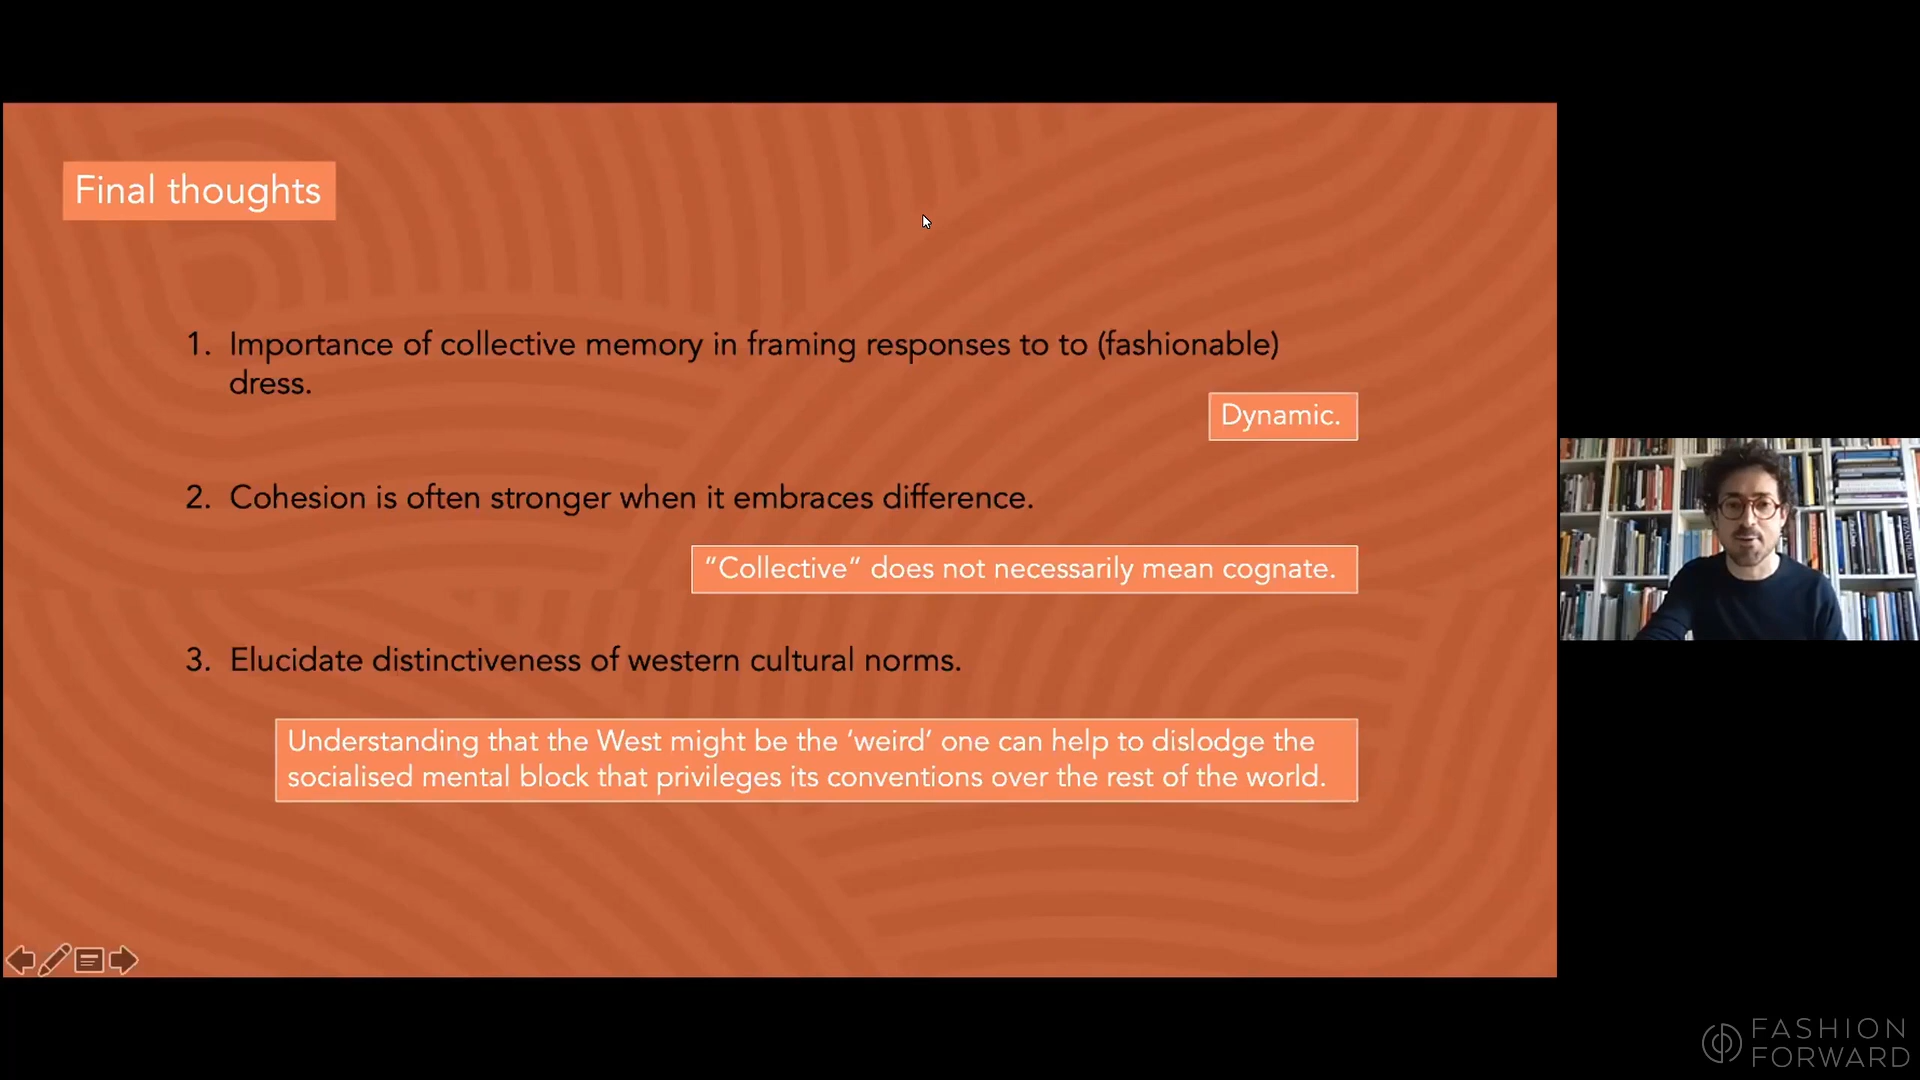 Final thoughts
1. Importance of collective memory in framing responses to to (fashionable)
dress.
Dynamic.
2. Cohesion is often stronger when it embraces difference.
“Collective” does not necessarily mean cognate.
3. Elucidate distinctiveness of western cultural norms.
Understanding that the West might be the ‘weird’ one can help to dislodge the
socialised mental block that privileges its conventions over the rest of the world.
BYZANTIUM
FASHION
FORWARD